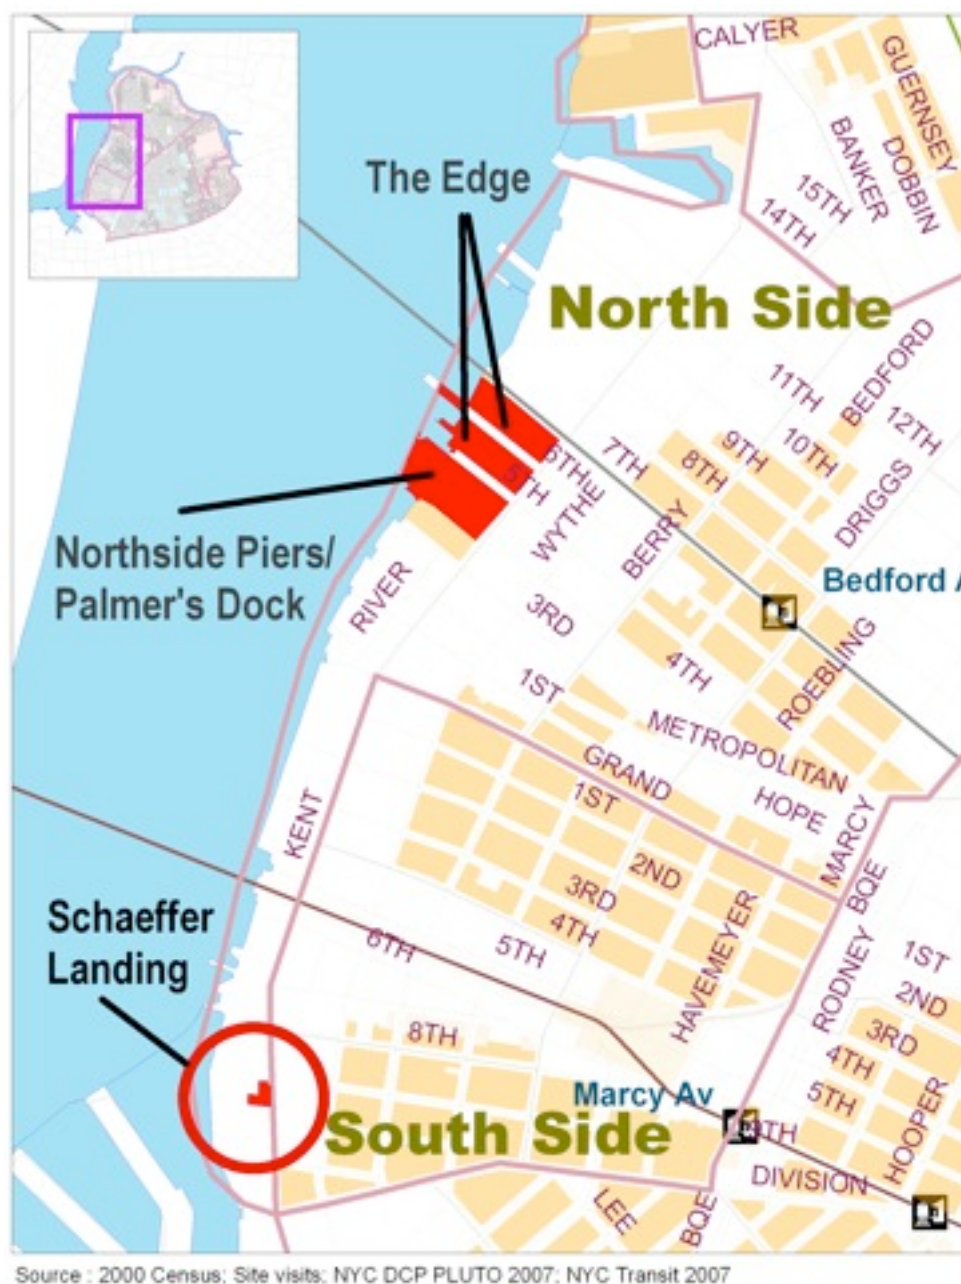 CALYER
GUERNSEY
DOBBIN
BANKER
15TH
14TH
The Edge
North Side
BEDFORD
11TH
12TH
10TH
9TH
8TH
7TH
6TH
5TH
WYTHE
BERRY
DRIGGS
Bedford A
Northside Piers/
Palmer's Dock
RIVER
3RD
4TH
ROEBLING
1ST
METROPOLITAN
GRAND
HOPE
MARCY
1ST
KENT
2ND
3RD
4TH
BQE
HAVEMEYER
RODNEY
Schaeffer
Landing
6TH
5TH
1ST
2ND
3RD
4TH
5TH
8TH
HOOPER
Marcy Av
South Side
DIVISION
LEE
BQE
Source : 2000 Census; Site visits; NYC DCP PLUTO 2007; NYC Transit 2007